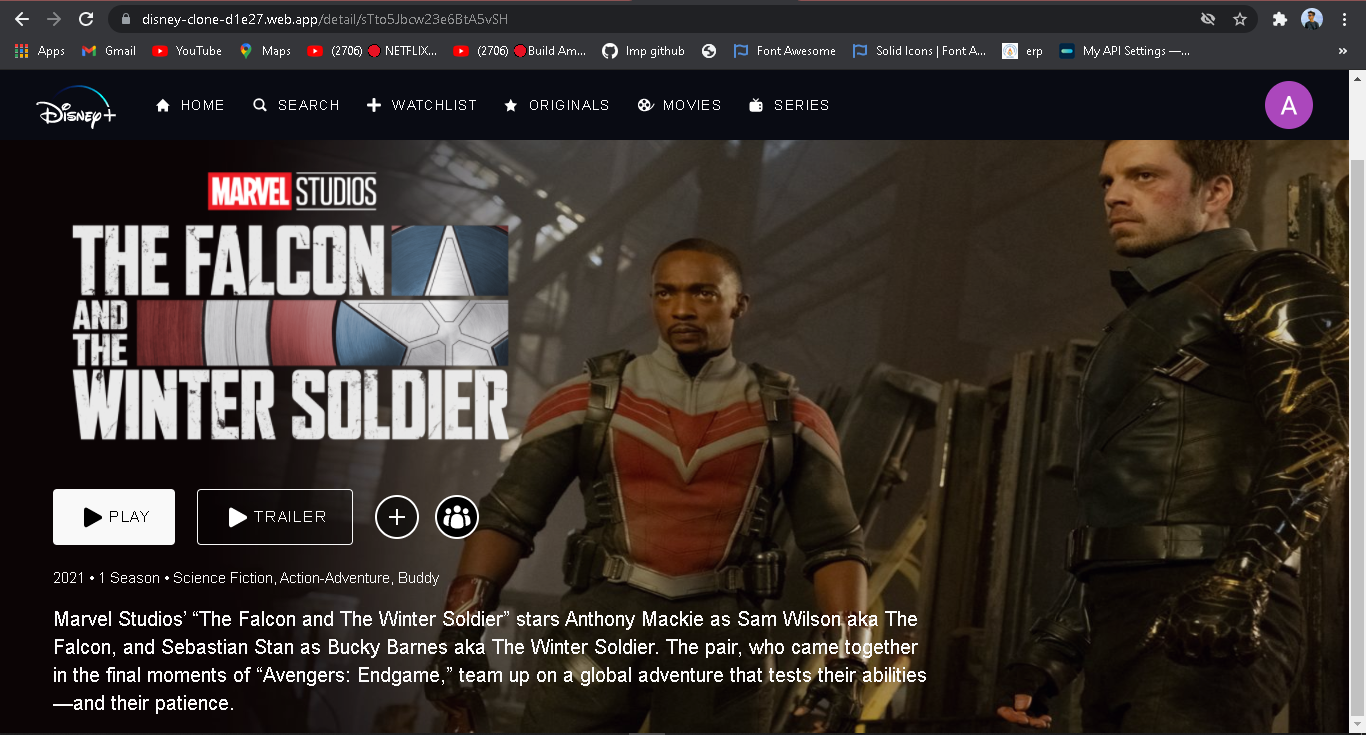 disney-clone-d1e27.web.app/detail/sTto5Jbcw23e6BtA5vSH
Apps Gmail YouTube Maps (2706) NETFLIX... (2706) Build Am... Imp github Font Awesome Solid Icons | Font A... erp My API Settings —... »
Disney+ HOME SEARCH WATCHLIST ORIGINALS MOVIES SERIES A
MARVEL STUDIOS
THE FALCON
AND
THE
WINTER SOLDIER
PLAY TRAILER
2021 • 1 Season • Science Fiction, Action-Adventure, Buddy
Marvel Studios’ “The Falcon and The Winter Soldier” stars Anthony Mackie as Sam Wilson aka The
Falcon, and Sebastian Stan as Bucky Barnes aka The Winter Soldier. The pair, who came together
in the final moments of “Avengers: Endgame,” team up on a global adventure that tests their abilities
—and their patience.